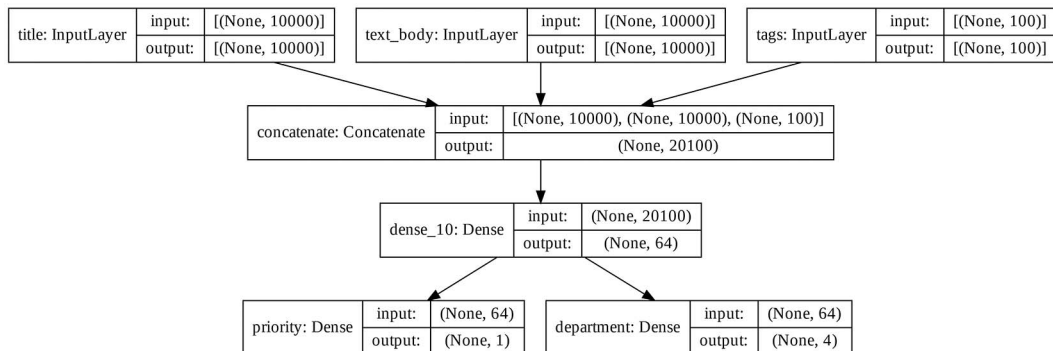 title: InputLayer
input: [(None, 10000)]
output: [(None, 10000)]
text_body: InputLayer
input: [(None, 10000)]
output: [(None, 10000)]
tags: InputLayer
input: [(None, 100)]
output: [(None, 100)]
concatenate: Concatenate
input: [(None, 10000), (None, 10000), (None, 100)]
output: (None, 20100)
dense_10: Dense
input: (None, 20100)
output: (None, 64)
priority: Dense
input: (None, 64)
output: (None, 1)
department: Dense
input: (None, 64)
output: (None, 4)